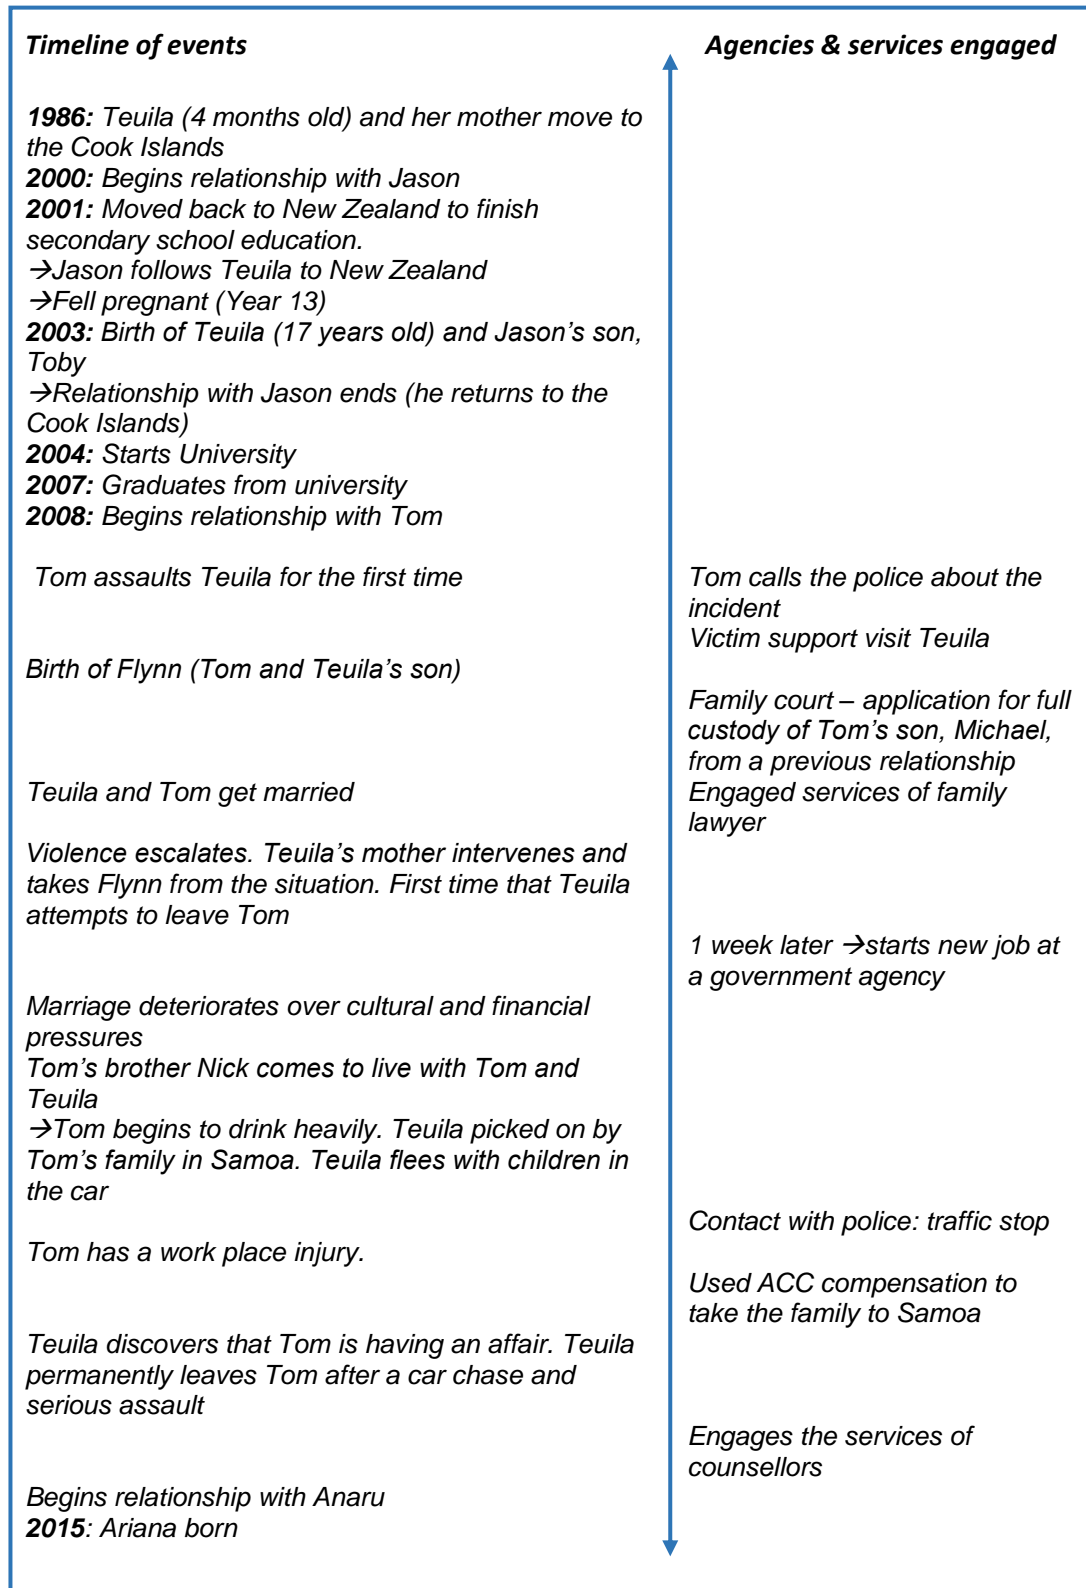 Timeline of events
Agencies & services engaged
1986: Teuila (4 months old) and her mother move to
the Cook Islands
2000: Begins relationship with Jason
2001: Moved back to New Zealand to finish
secondary school education.
→Jason follows Teuila to New Zealand
→Fell pregnant (Year 13)
2003: Birth of Teuila (17 years old) and Jason’s son,
Toby
→Relationship with Jason ends (he returns to the
Cook Islands)
2004: Starts University
2007: Graduates from university
2008: Begins relationship with Tom
Tom assaults Teuila for the first time
Tom calls the police about the
incident
Victim support visit Teuila
Birth of Flynn (Tom and Teuila’s son)
Family court – application for full
custody of Tom’s son, Michael,
from a previous relationship
Teuila and Tom get married
Engaged services of family
lawyer
Violence escalates. Teuila’s mother intervenes and
takes Flynn from the situation. First time that Teuila
attempts to leave Tom
1 week later →starts new job at
a government agency
Marriage deteriorates over cultural and financial
pressures
Tom’s brother Nick comes to live with Tom and
Teuila
→Tom begins to drink heavily. Teuila picked on by
Tom’s family in Samoa. Teuila flees with children in
the car
Contact with police: traffic stop
Tom has a work place injury.
Used ACC compensation to
take the family to Samoa
Teuila discovers that Tom is having an affair. Teuila
permanently leaves Tom after a car chase and
serious assault
Engages the services of
counsellors
Begins relationship with Anaru
2015: Ariana born